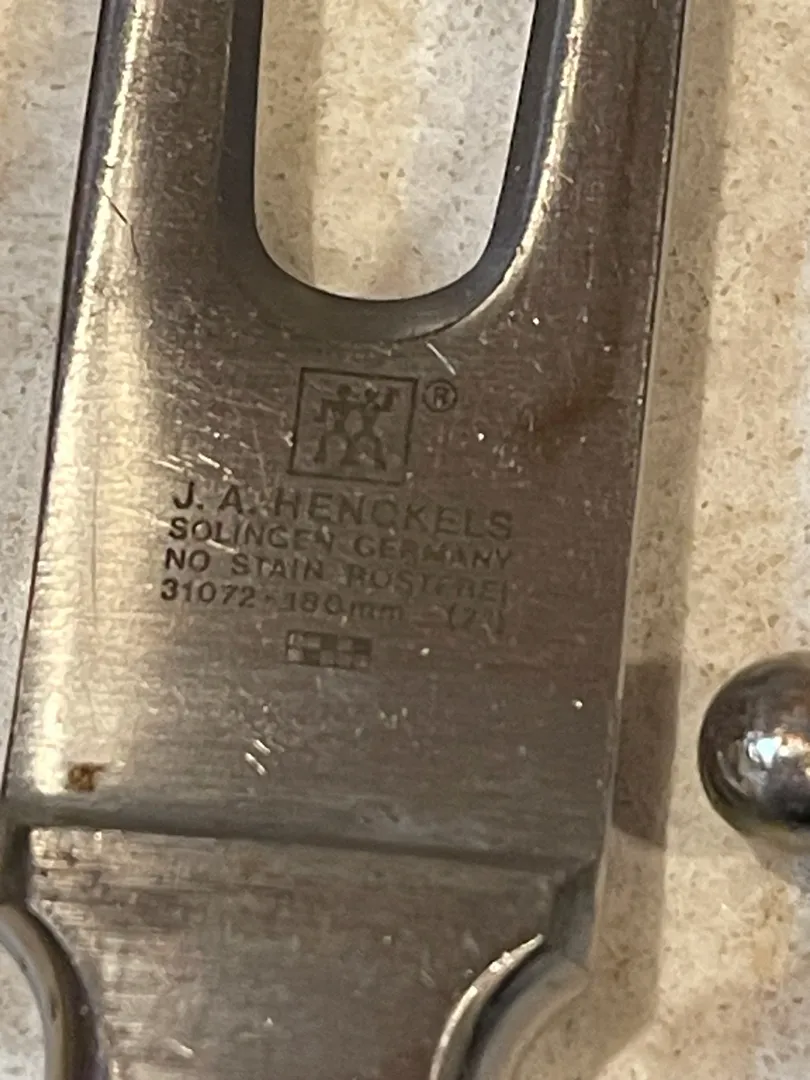 ®
J. A. HENCKELS
SOLINGEN GERMANY
NO STAIN ROSTFREI
31072-180mm